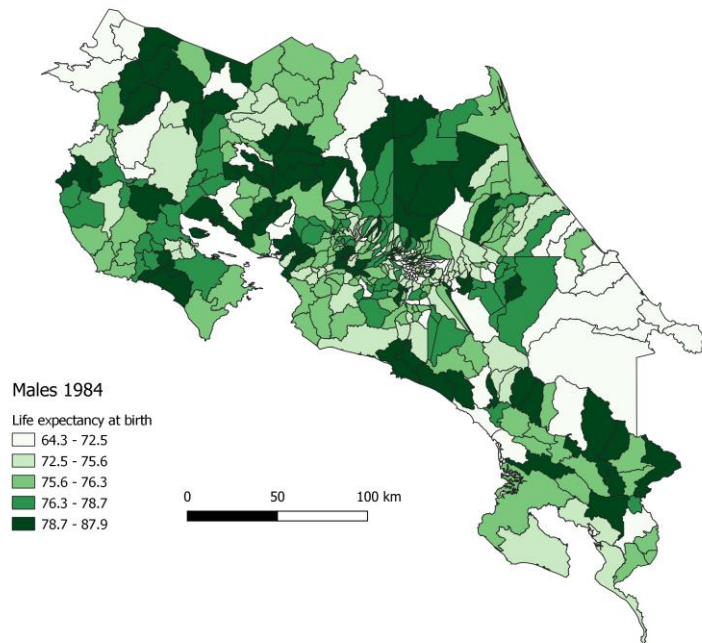 Males 1984
Life expectancy at birth
64.3 - 72.5
72.5 - 75.6
75.6 - 76.3
76.3 - 78.7
78.7 - 87.9
0 50 100 km